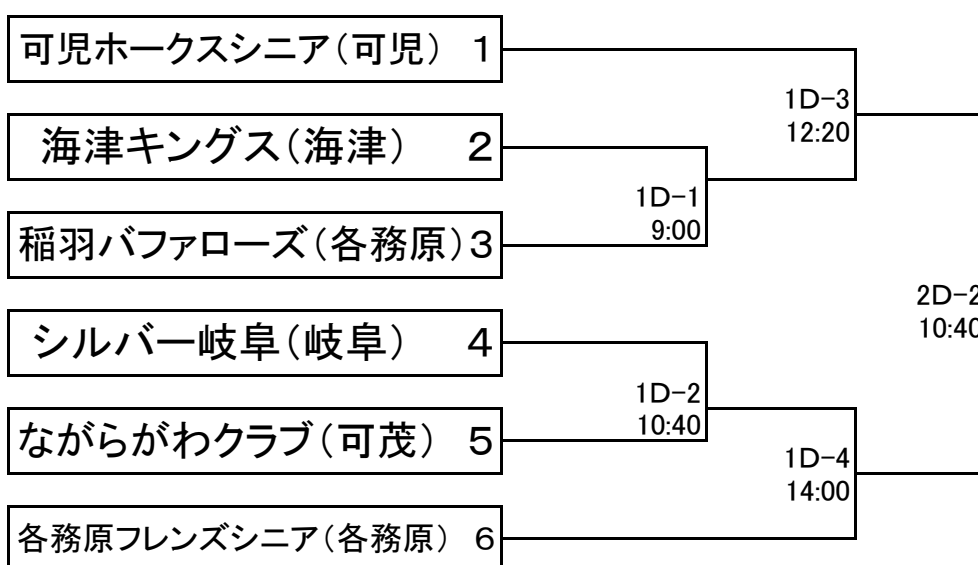 可児ホークスシニア(可児) 1
1D-3
12:20
海津キングス(海津) 2
1D-1
9:00
稲羽バファローズ(各務原)3
2D-2
10:40
シルバー岐阜(岐阜) 4
1D-2
10:40
ながらがわクラブ(可茂) 5
1D-4
14:00
各務原フレンズシニア(各務原) 6